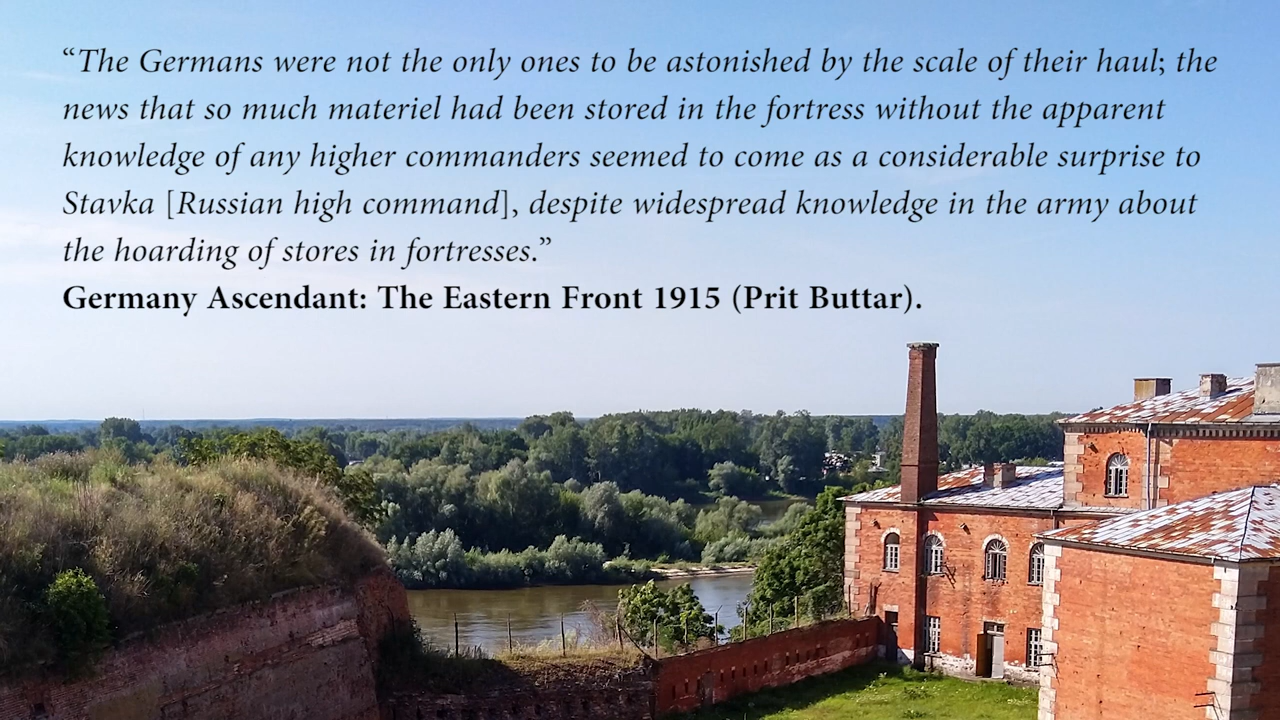 “The Germans were not the only ones to be astonished by the scale of their haul; the
news that so much materiel had been stored in the fortress without the apparent
knowledge of any higher commanders seemed to come as a considerable surprise to
Stavka [Russian high command], despite widespread knowledge in the army about
the hoarding of stores in fortresses.”
Germany Ascendant: The Eastern Front 1915 (Prit Buttar).